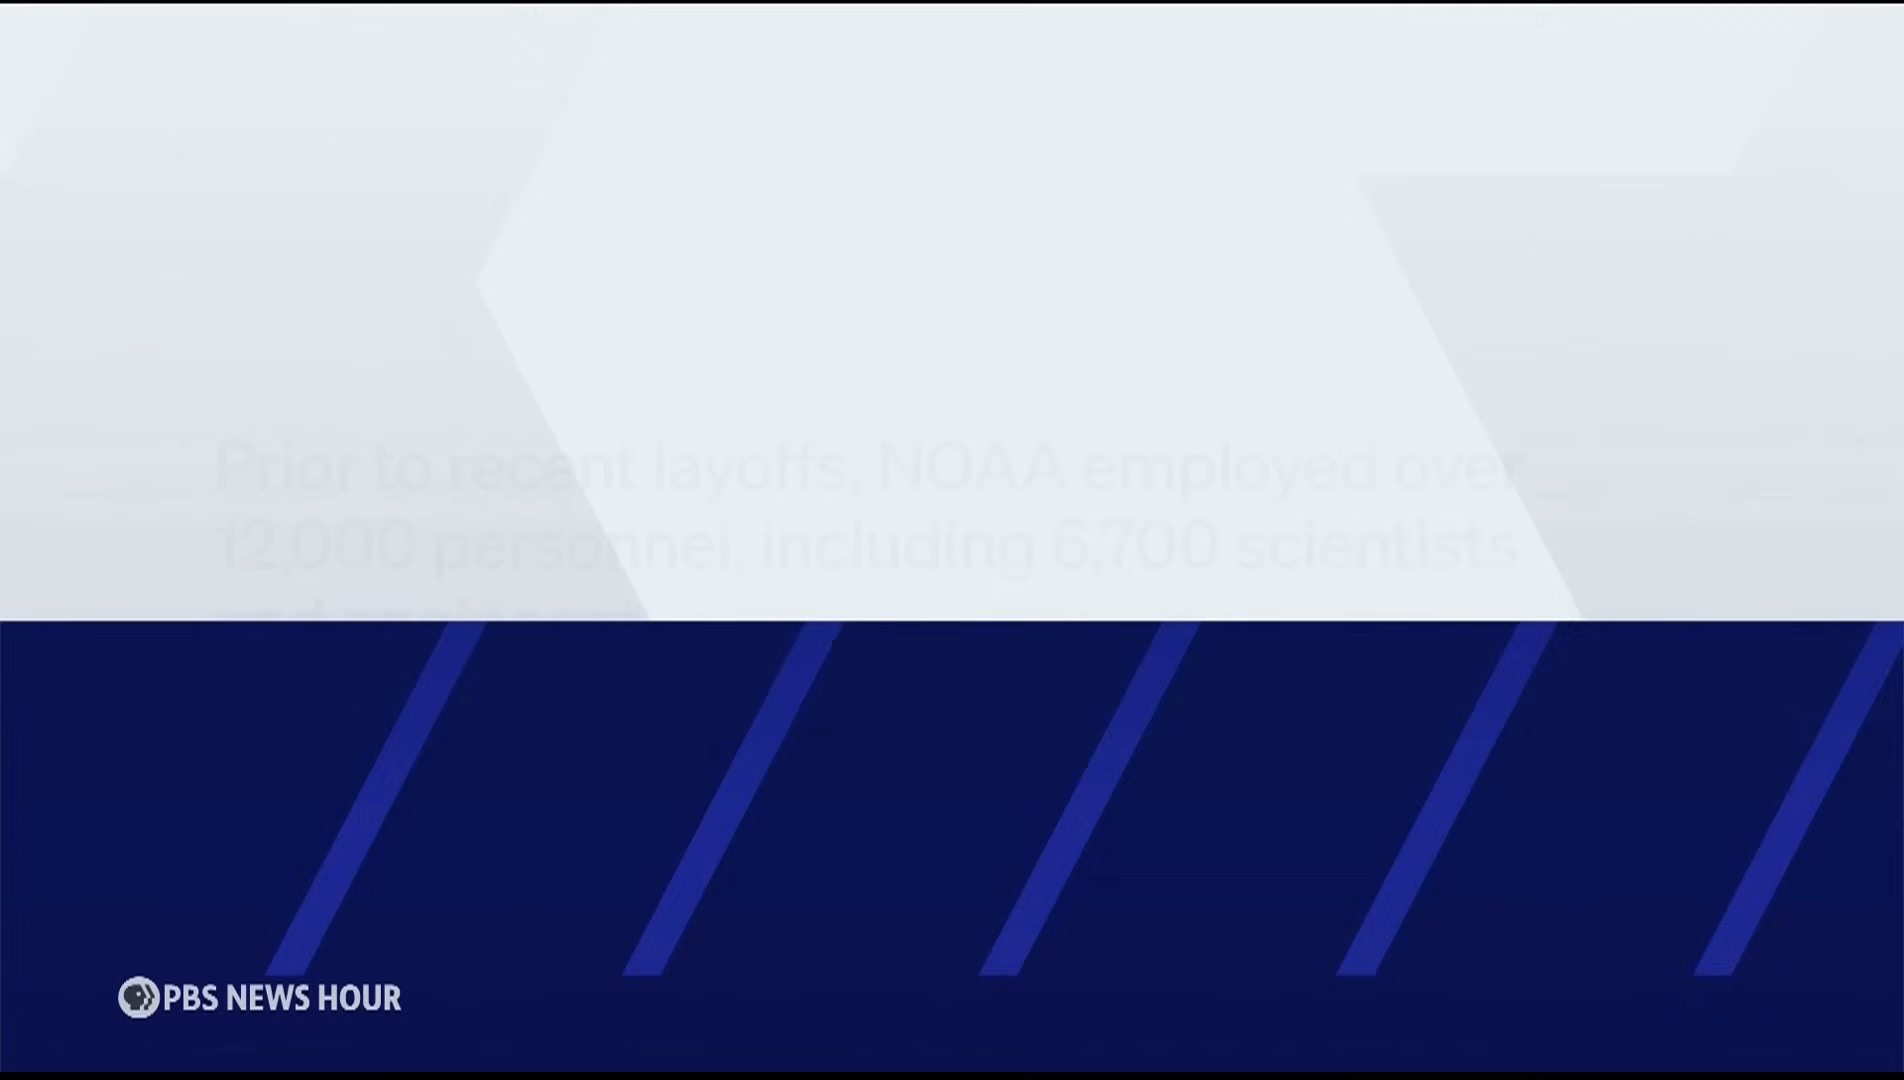 Prior to recent layoffs, NOAA employed over
12,000 personnel, including 6,700 scientists
PBS NEWS HOUR